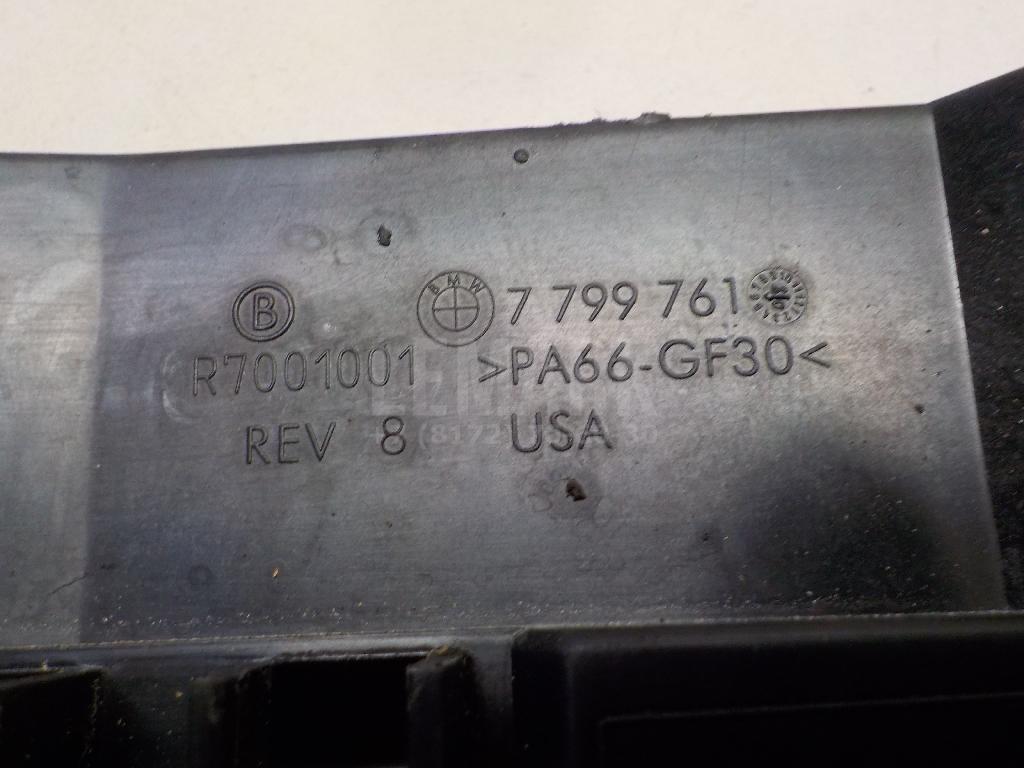 B BMW 7 799 761
R7001001 >PA66-GF30<
REV 8 USA